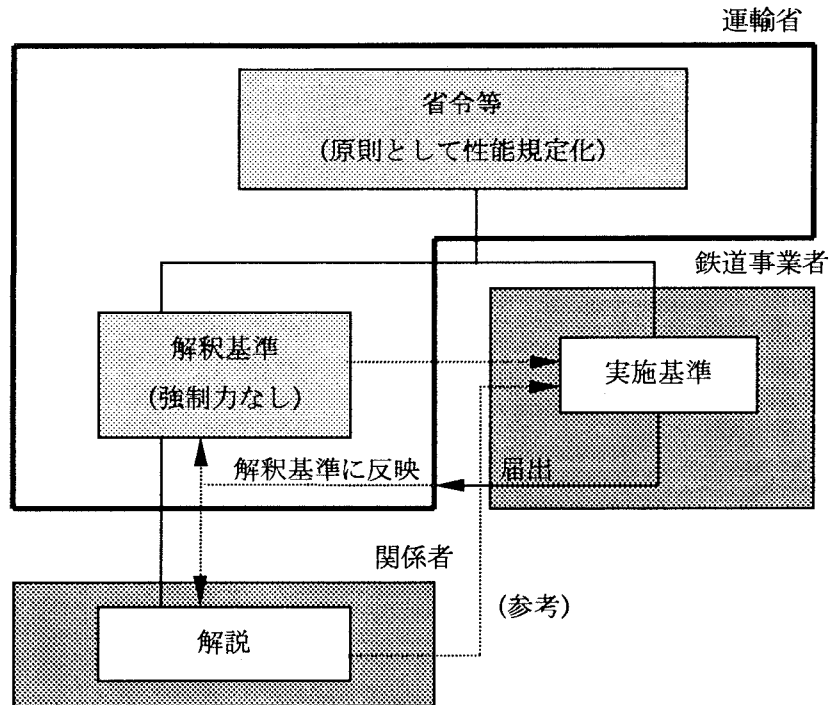 運輸省
省令等
(原則として性能規定化)
鉄道事業者
解釈基準
(強制力なし)
実施基準
解釈基準に反映
届出
関係者
(参考)
解説